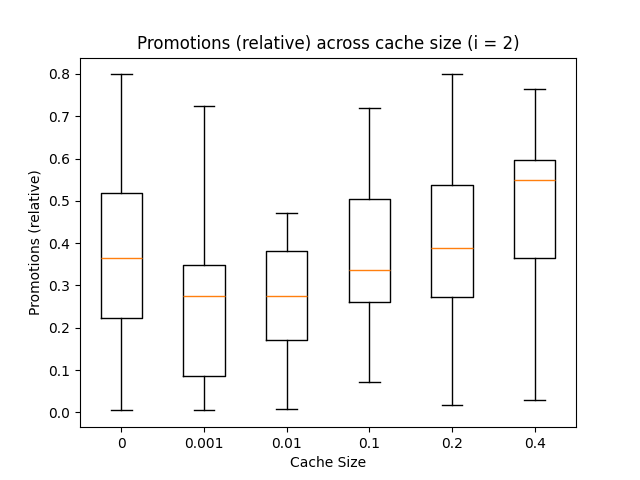 Promotions (relative) across cache size (i = 2)
Promotions (relative)
0.8
0.7
0.6
0.5
0.4
0.3
0.2
0.1
0.0
0 0.001 0.01 0.1 0.2 0.4
Cache Size